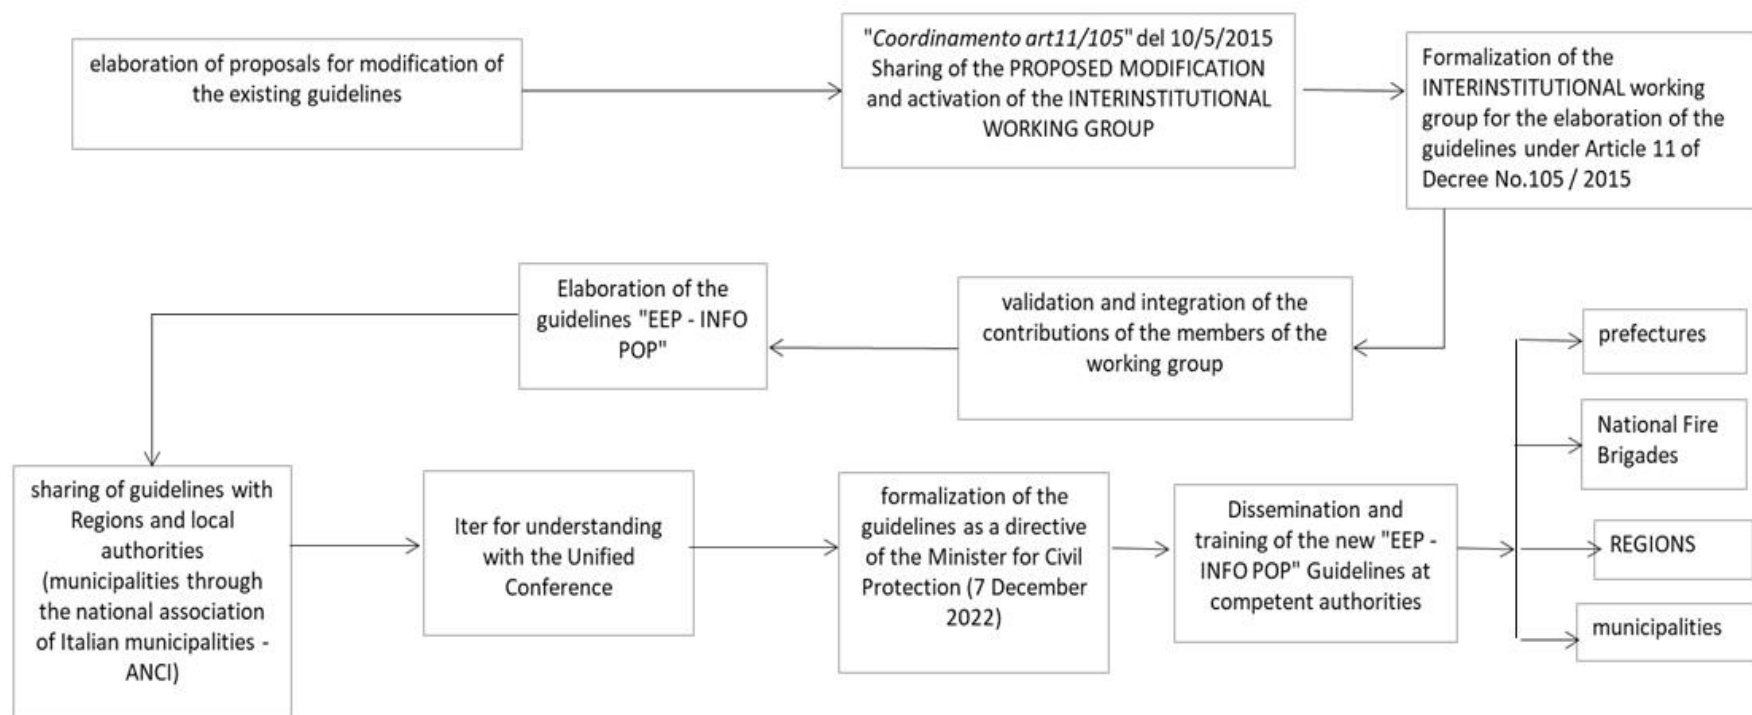 elaboration of proposals for modification of
the existing guidelines
"Coordinamento art11/105" del 10/5/2015
Sharing of the PROPOSED MODIFICATION
and activation of the INTERINSTITUTIONAL
WORKING GROUP
Formalization of the
INTERINSTITUTIONAL working
group for the elaboration of the
guidelines under Article 11 of
Decree No.105 / 2015
validation and integration of the
contributions of the members of the
working group
Elaboration of the
guidelines "EEP - INFO
POP"
sharing of guidelines with
Regions and local
authorities
(municipalities through
the national association
of Italian municipalities -
ANCI)
Iter for understanding
with the Unified
Conference
formalization of the
guidelines as a directive
of the Minister for Civil
Protection (7 December
2022)
Dissemination and
training of the new "EEP -
INFO POP" Guidelines at
competent authorities
prefectures
National Fire
Brigades
REGIONS
municipalities